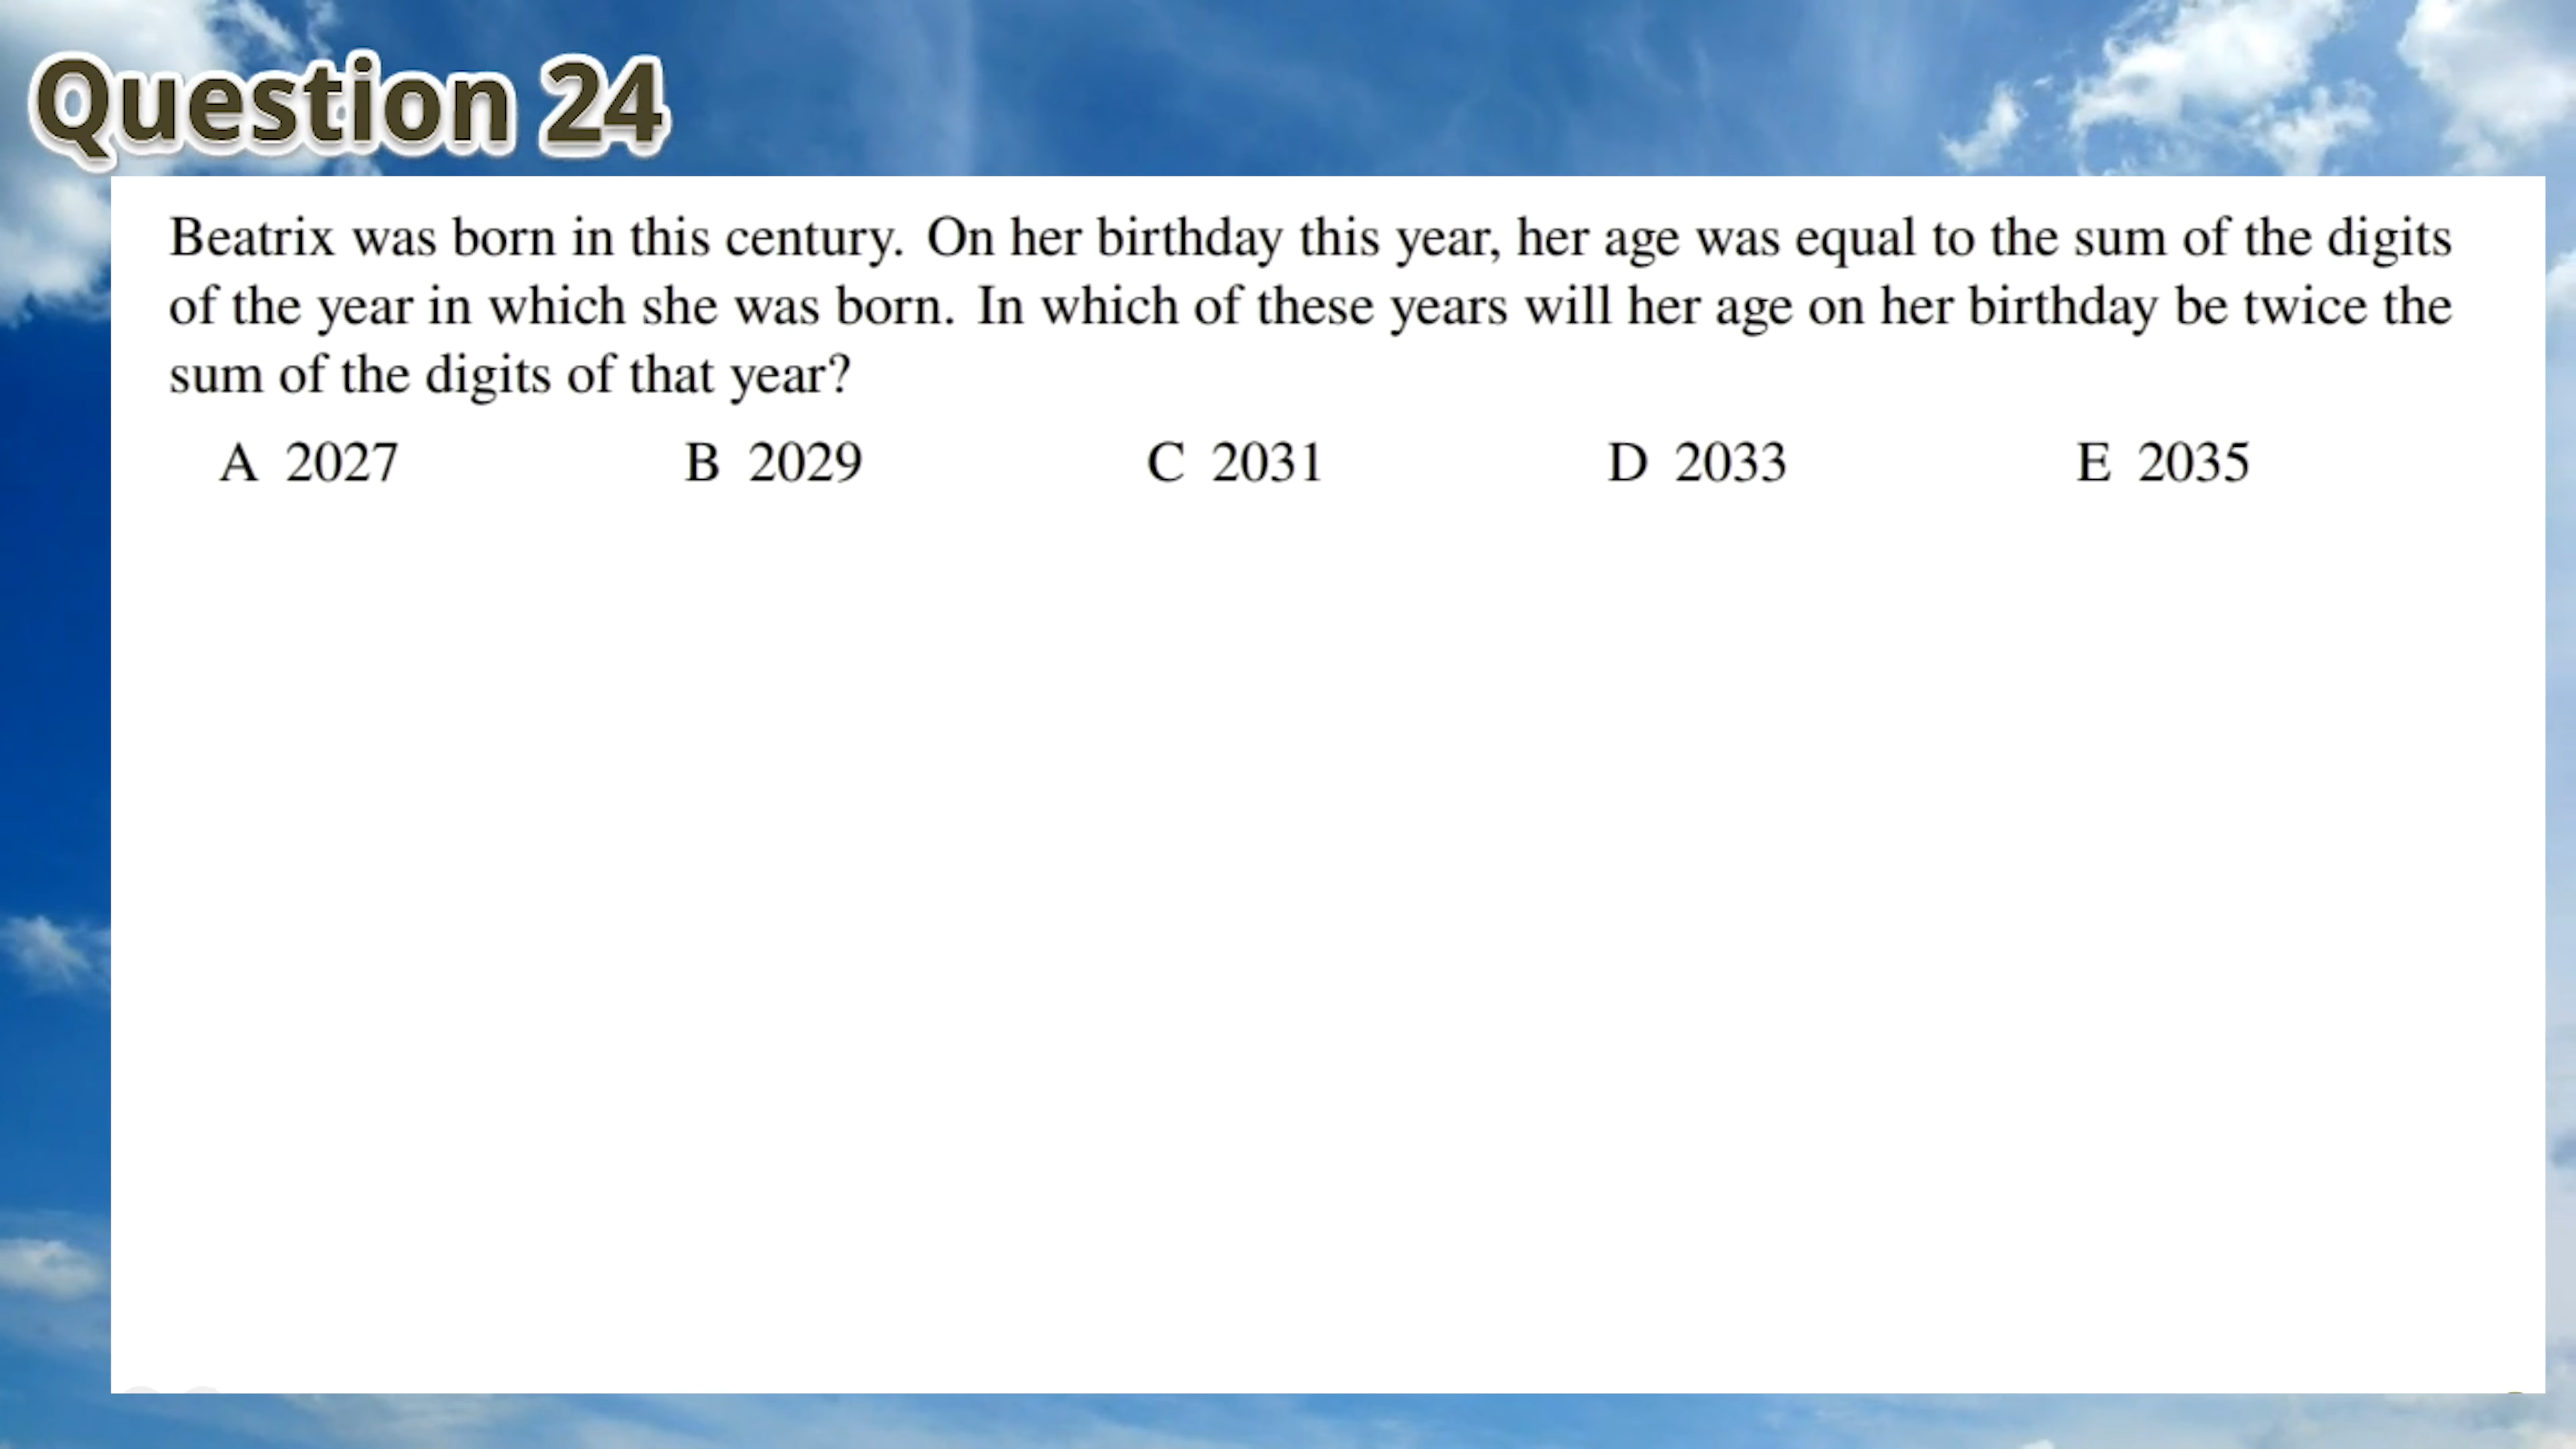 Question 24
Beatrix was born in this century. On her birthday this year, her age was equal to the sum of the digits
of the year in which she was born. In which of these years will her age on her birthday be twice the
sum of the digits of that year?
A 2027 B 2029 C 2031 D 2033 E 2035